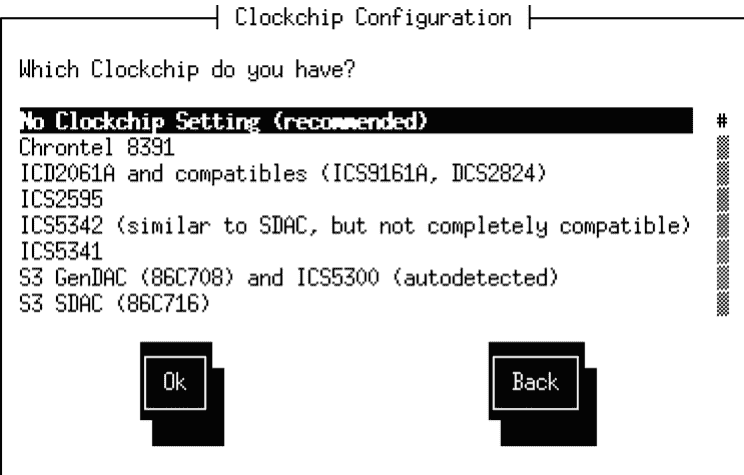 Clockchip Configuration
Which Clockchip do you have?
No Clockchip Setting (recommended)
#
Chrontel 8391
ICD2061A and compatibles (ICS9161A, DCS2824)
ICS2595
ICS5342 (similar to SDAC, but not completely compatible)
ICS5341
S3 GenDAC (86C708) and ICS5300 (autodetected)
S3 SDAC (86C716)
Ok
Back